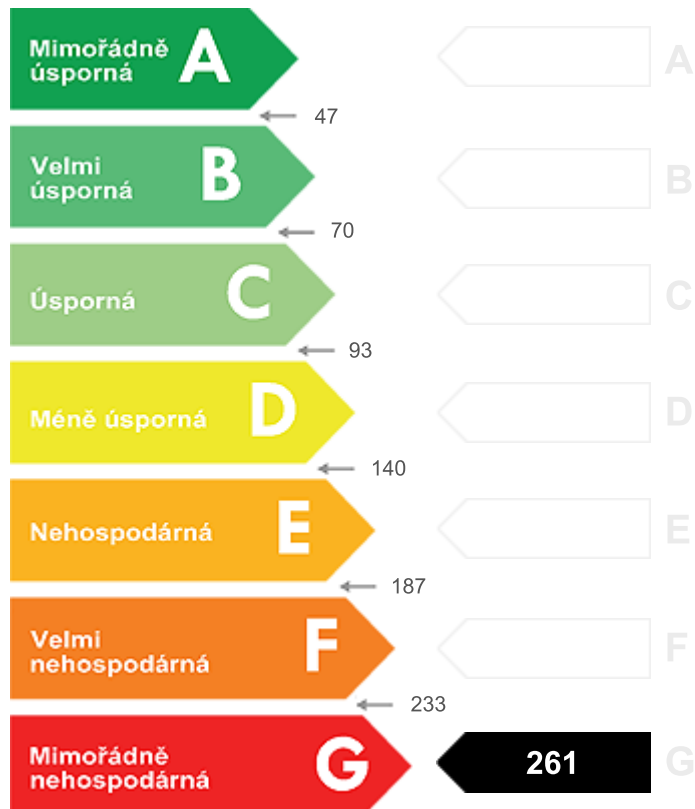 Mimořádně
úsporná
A
A
47
Velmi
úsporná
B
B
70
Úsporná
C
C
93
Méně úsporná
D
D
140
Nehospodárná
E
E
187
Velmi
nehospodárná
F
F
233
Mimořádně
nehospodárná
G
261
G